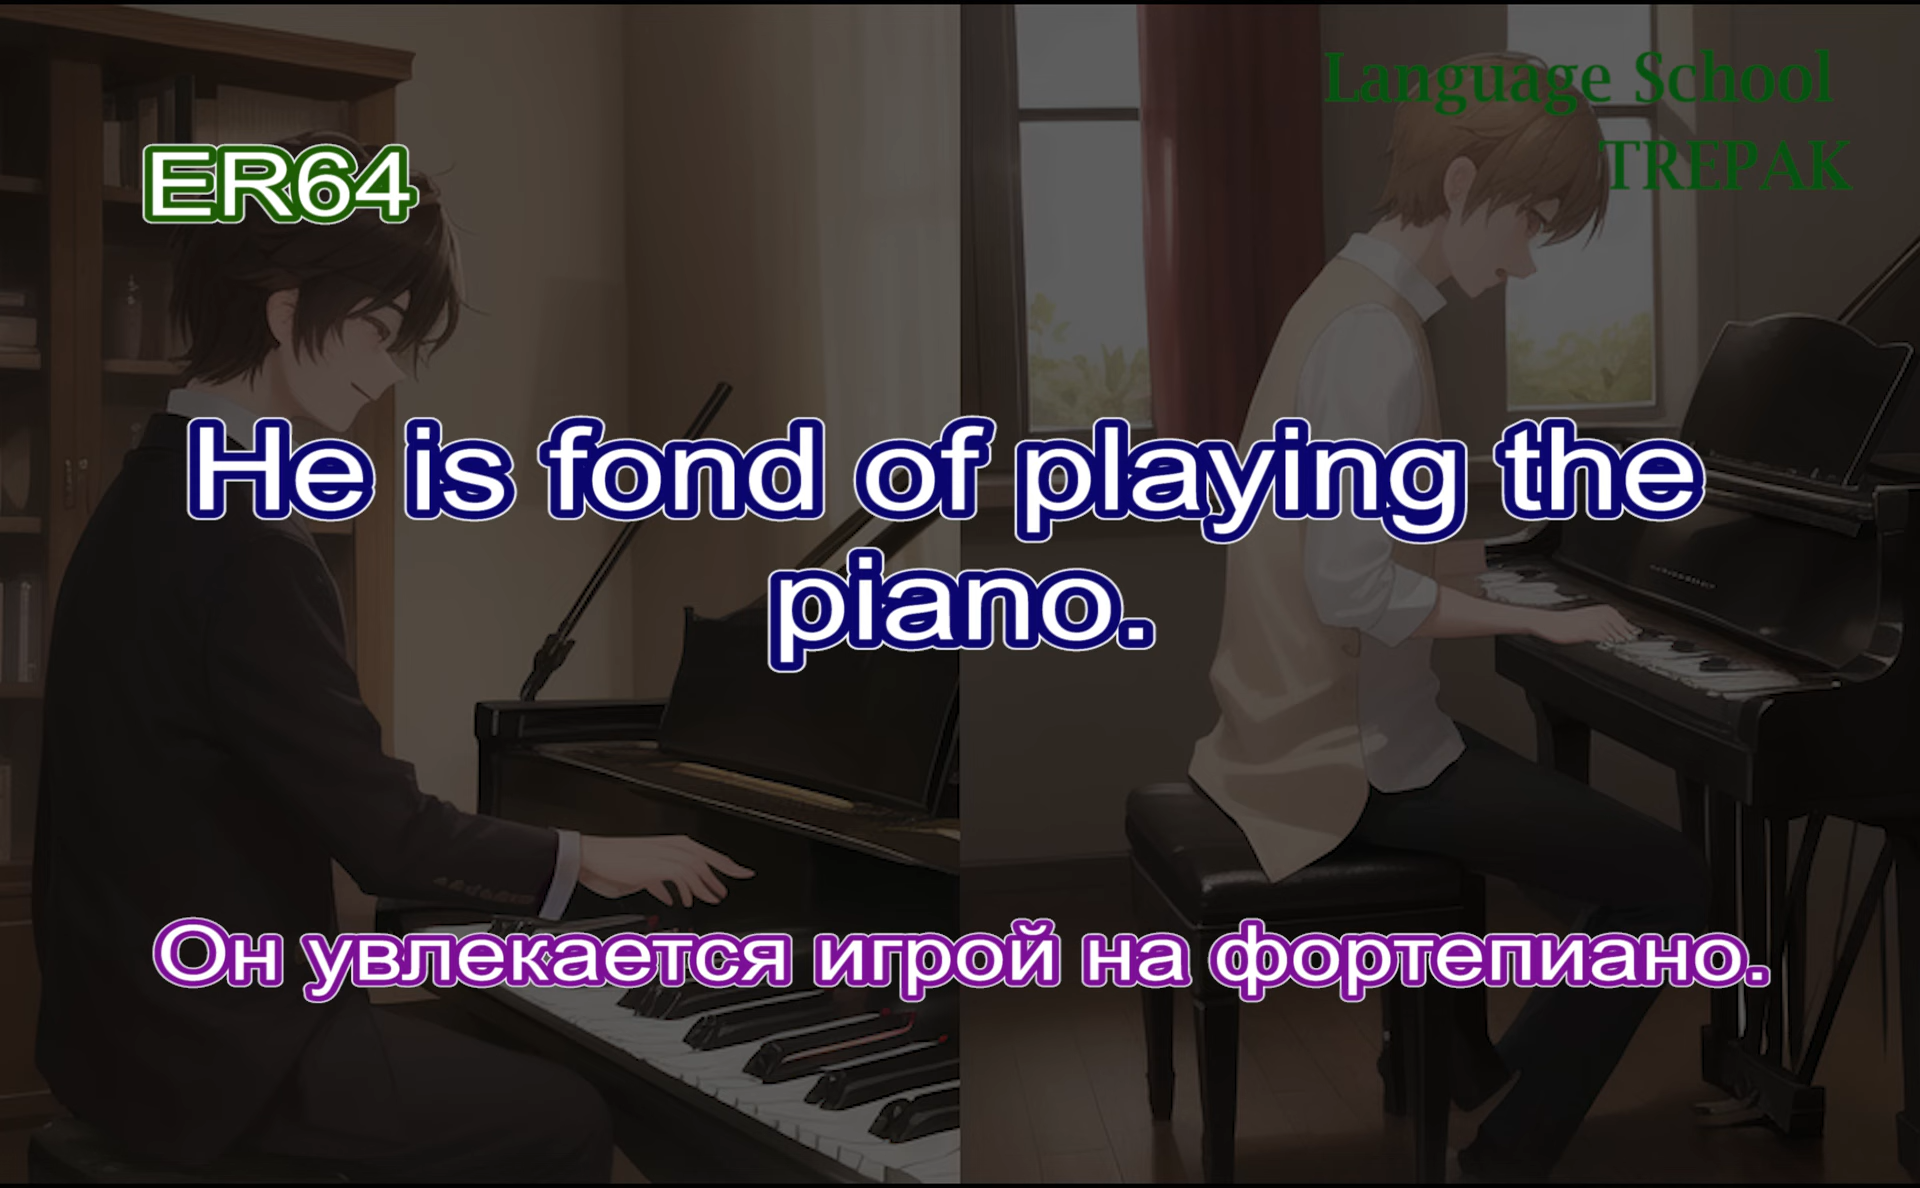 Language School
TREPAK
ER64
He is fond of playing the
piano.
Он увлекается игрой на фортепиано.